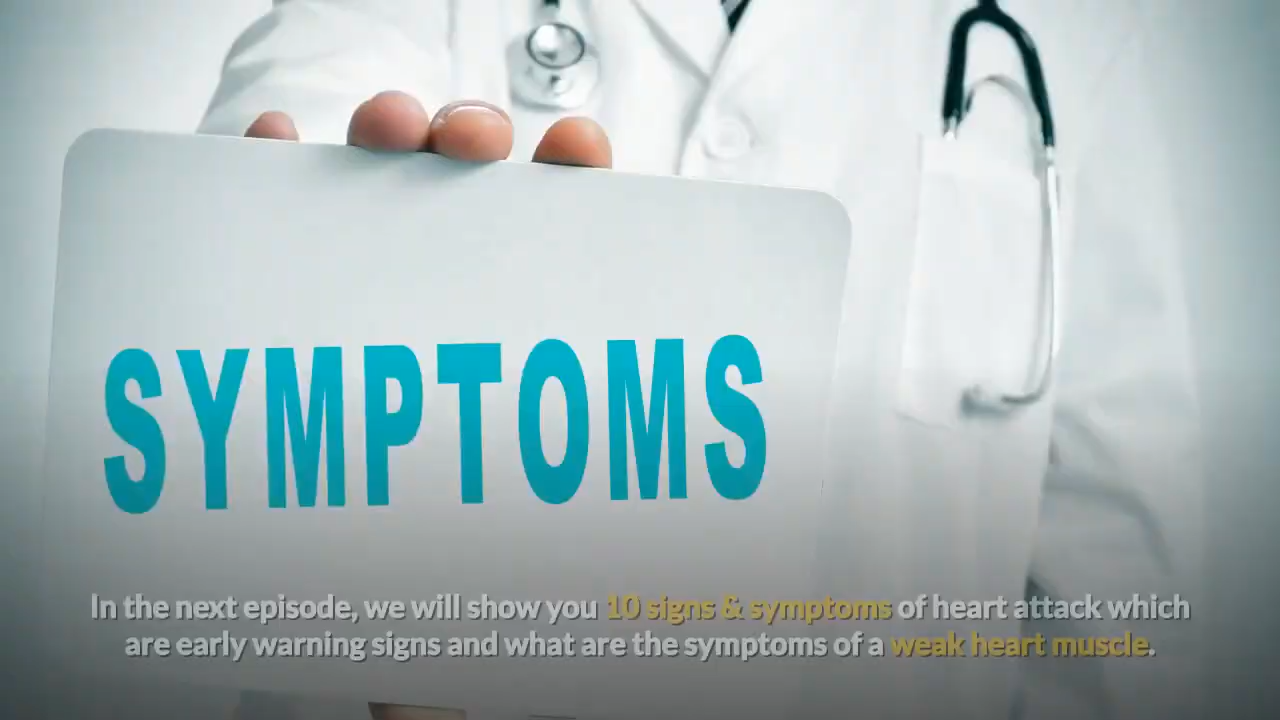 SYMPTOMS
In the next episode, we will show you 10 signs & symptoms of heart attack which
are early warning signs and what are the symptoms of a weak heart muscle.